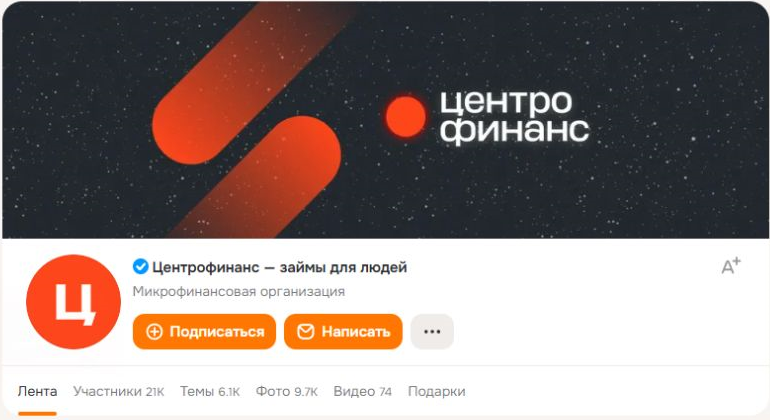 центро
финанс
Ц
Центрофинанс — займы для людей
A+
Микрофинансовая организация
Подписаться Написать
Лента Участники 21K Темы 6.1K Фото 9.7K Видео 74 Подарки